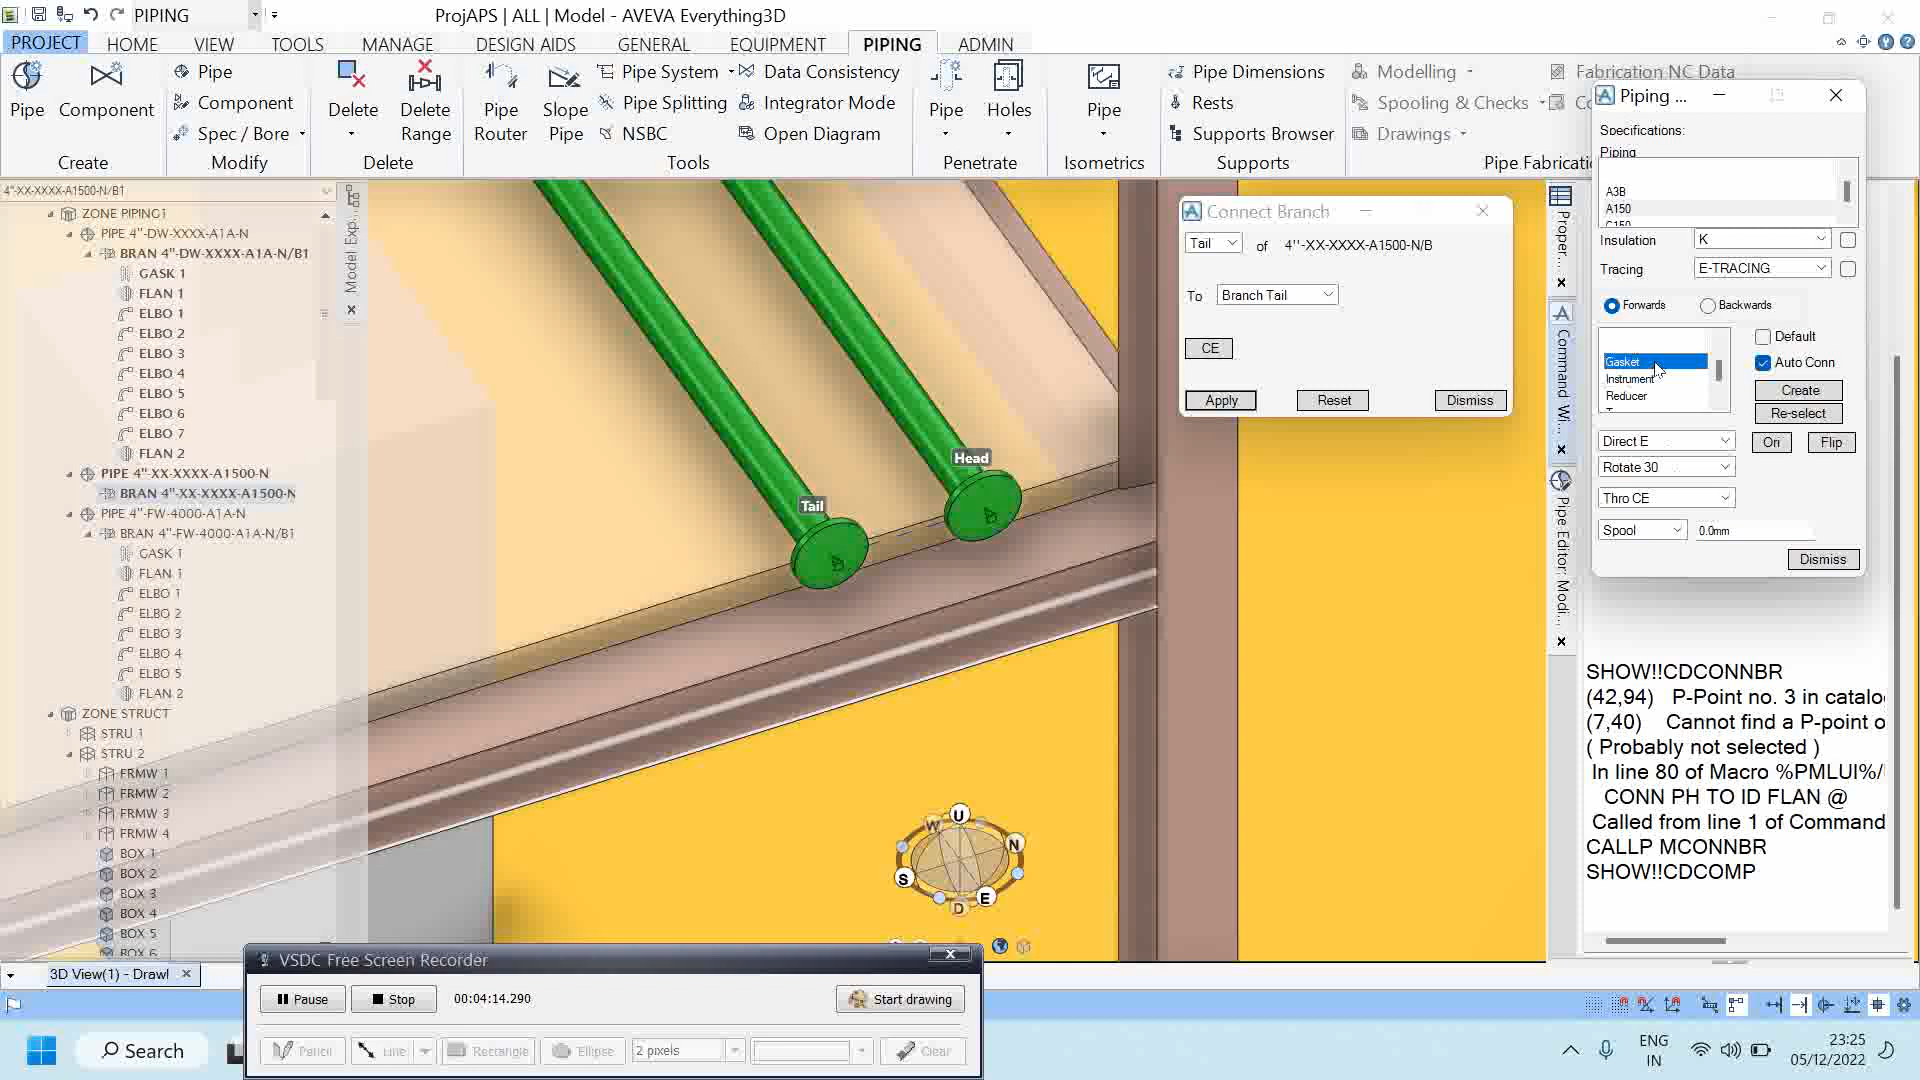 PIPING
ProjAPS | ALL | Model - AVEVA Everything3D
PROJECT HOME VIEW TOOLS MANAGE DESIGN AIDS GENERAL EQUIPMENT PIPING ADMIN
Pipe
Component
Create
Pipe
Component
Spec / Bore
Modify
Delete
Delete Range
Delete
Pipe Router
Slope Pipe
Pipe System
Pipe Splitting
NSBC
Data Consistency
Integrator Mode
Open Diagram
Tools
Pipe
Holes
Penetrate
Pipe
Isometrics
Pipe Dimensions
Rests
Supports Browser
Supports
Modelling
Spooling & Checks
Drawings
Fabrication NC Data
Pipe Fabricati
4"-XX-XXXX-A1500-N/B1
ZONE PIPING1
PIPE 4"-DW-XXXX-A1A-N
BRAN 4"-DW-XXXX-A1A-N/B1
GASK 1
FLAN 1
ELBO 1
ELBO 2
ELBO 3
ELBO 4
ELBO 5
ELBO 6
ELBO 7
FLAN 2
PIPE 4"-XX-XXXX-A1500-N
BRAN 4"-XX-XXXX-A1500-N
PIPE 4"-FW-4000-A1A-N
BRAN 4"-FW-4000-A1A-N/B1
GASK 1
FLAN 1
ELBO 1
ELBO 2
ELBO 3
ELBO 4
ELBO 5
FLAN 2
ZONE STRUCT
STRU 1
STRU 2
FRMW 1
FRMW 2
FRMW 3
FRMW 4
BOX 1
BOX 2
BOX 3
BOX 4
BOX 5
BOX 6
Model Exp...
Tail
Head
U
W
N
S
E
D
Connect Branch
Tail of 4''-XX-XXXX-A1500-N/B
To Branch Tail
CE
Apply Reset Dismiss
Proper...
Command Wi...
Pipe Editor: Modi...
Piping ...
Specifications:
Piping
A3B
A150
Insulation K
Tracing E-TRACING
Forwards Backwards
Gasket
Instrument
Reducer
Default
Auto Conn
Create
Re-select
Direct E
Ori Flip
Rotate 30
Thro CE
Spool 0.0mm
Dismiss
SHOW!!CDCONNBR
(42,94) P-Point no. 3 in catalo
(7,40) Cannot find a P-point o
( Probably not selected )
In line 80 of Macro %PMLUI%/
CONN PH TO ID FLAN @
Called from line 1 of Command
CALLP MCONNBR
SHOW!!CDCOMP
3D View(1) - Drawl
VSDC Free Screen Recorder
Pause Stop 00:04:14.290 Start drawing
Pencil Line Rectangle Ellipse 2 pixels Clear
Search
ENG
IN
23:25
05/12/2022